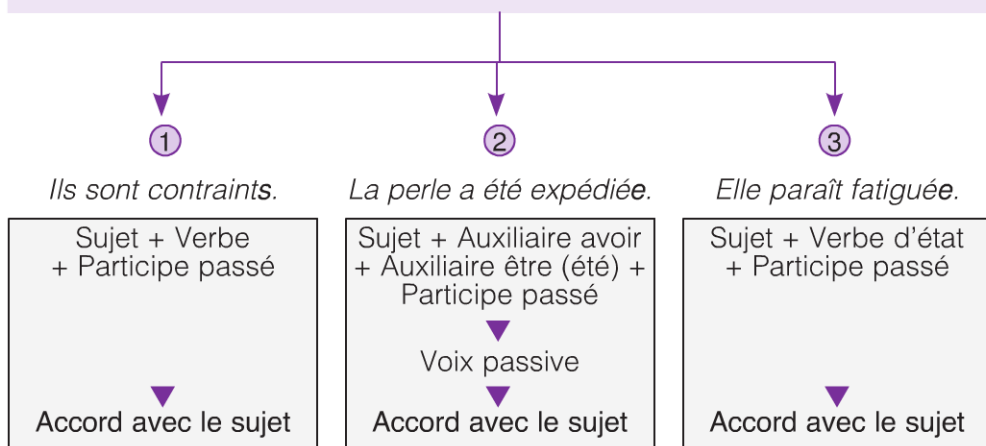 1
Ils sont contraints.
Sujet + Verbe
+ Participe passé
Accord avec le sujet
2
La perle a été expédiée.
Sujet + Auxiliaire avoir
+ Auxiliaire être (été) +
Participe passé
Voix passive
Accord avec le sujet
3
Elle paraît fatiguée.
Sujet + Verbe d’état
+ Participe passé
Accord avec le sujet